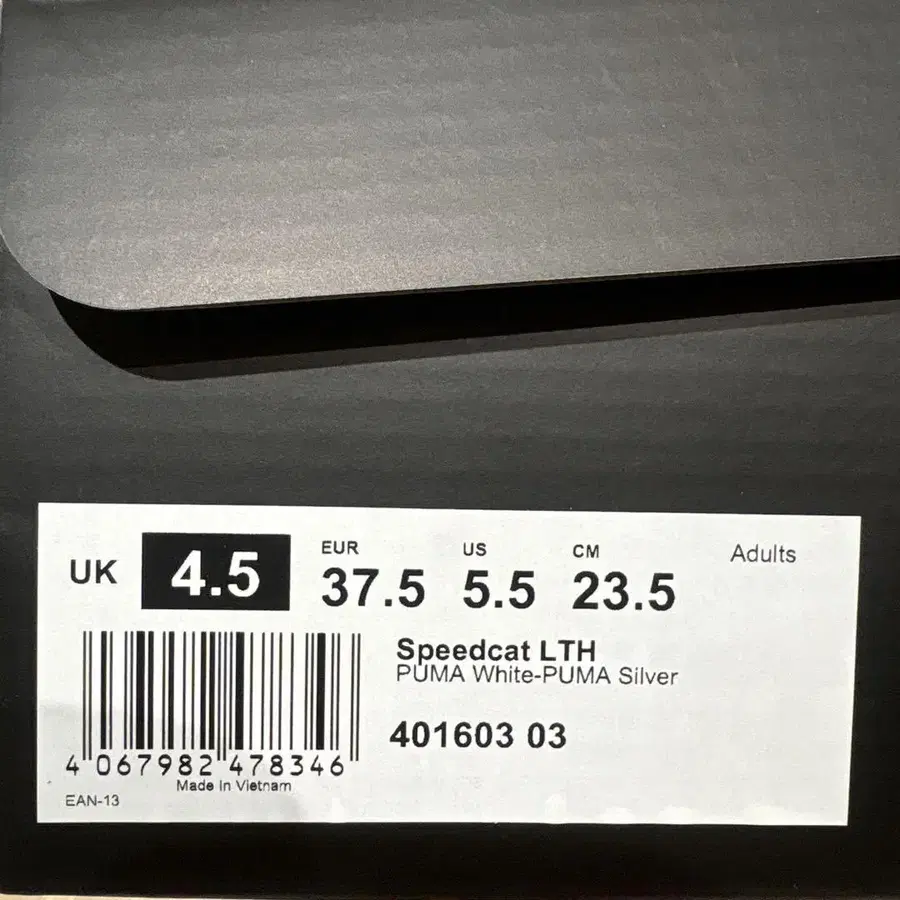 UK 4.5
EUR 37.5
US 5.5
CM 23.5
Adults
Speedcat LTH
PUMA White-PUMA Silver
401603 03
4 067982 478346
Made In Vietnam
EAN-13